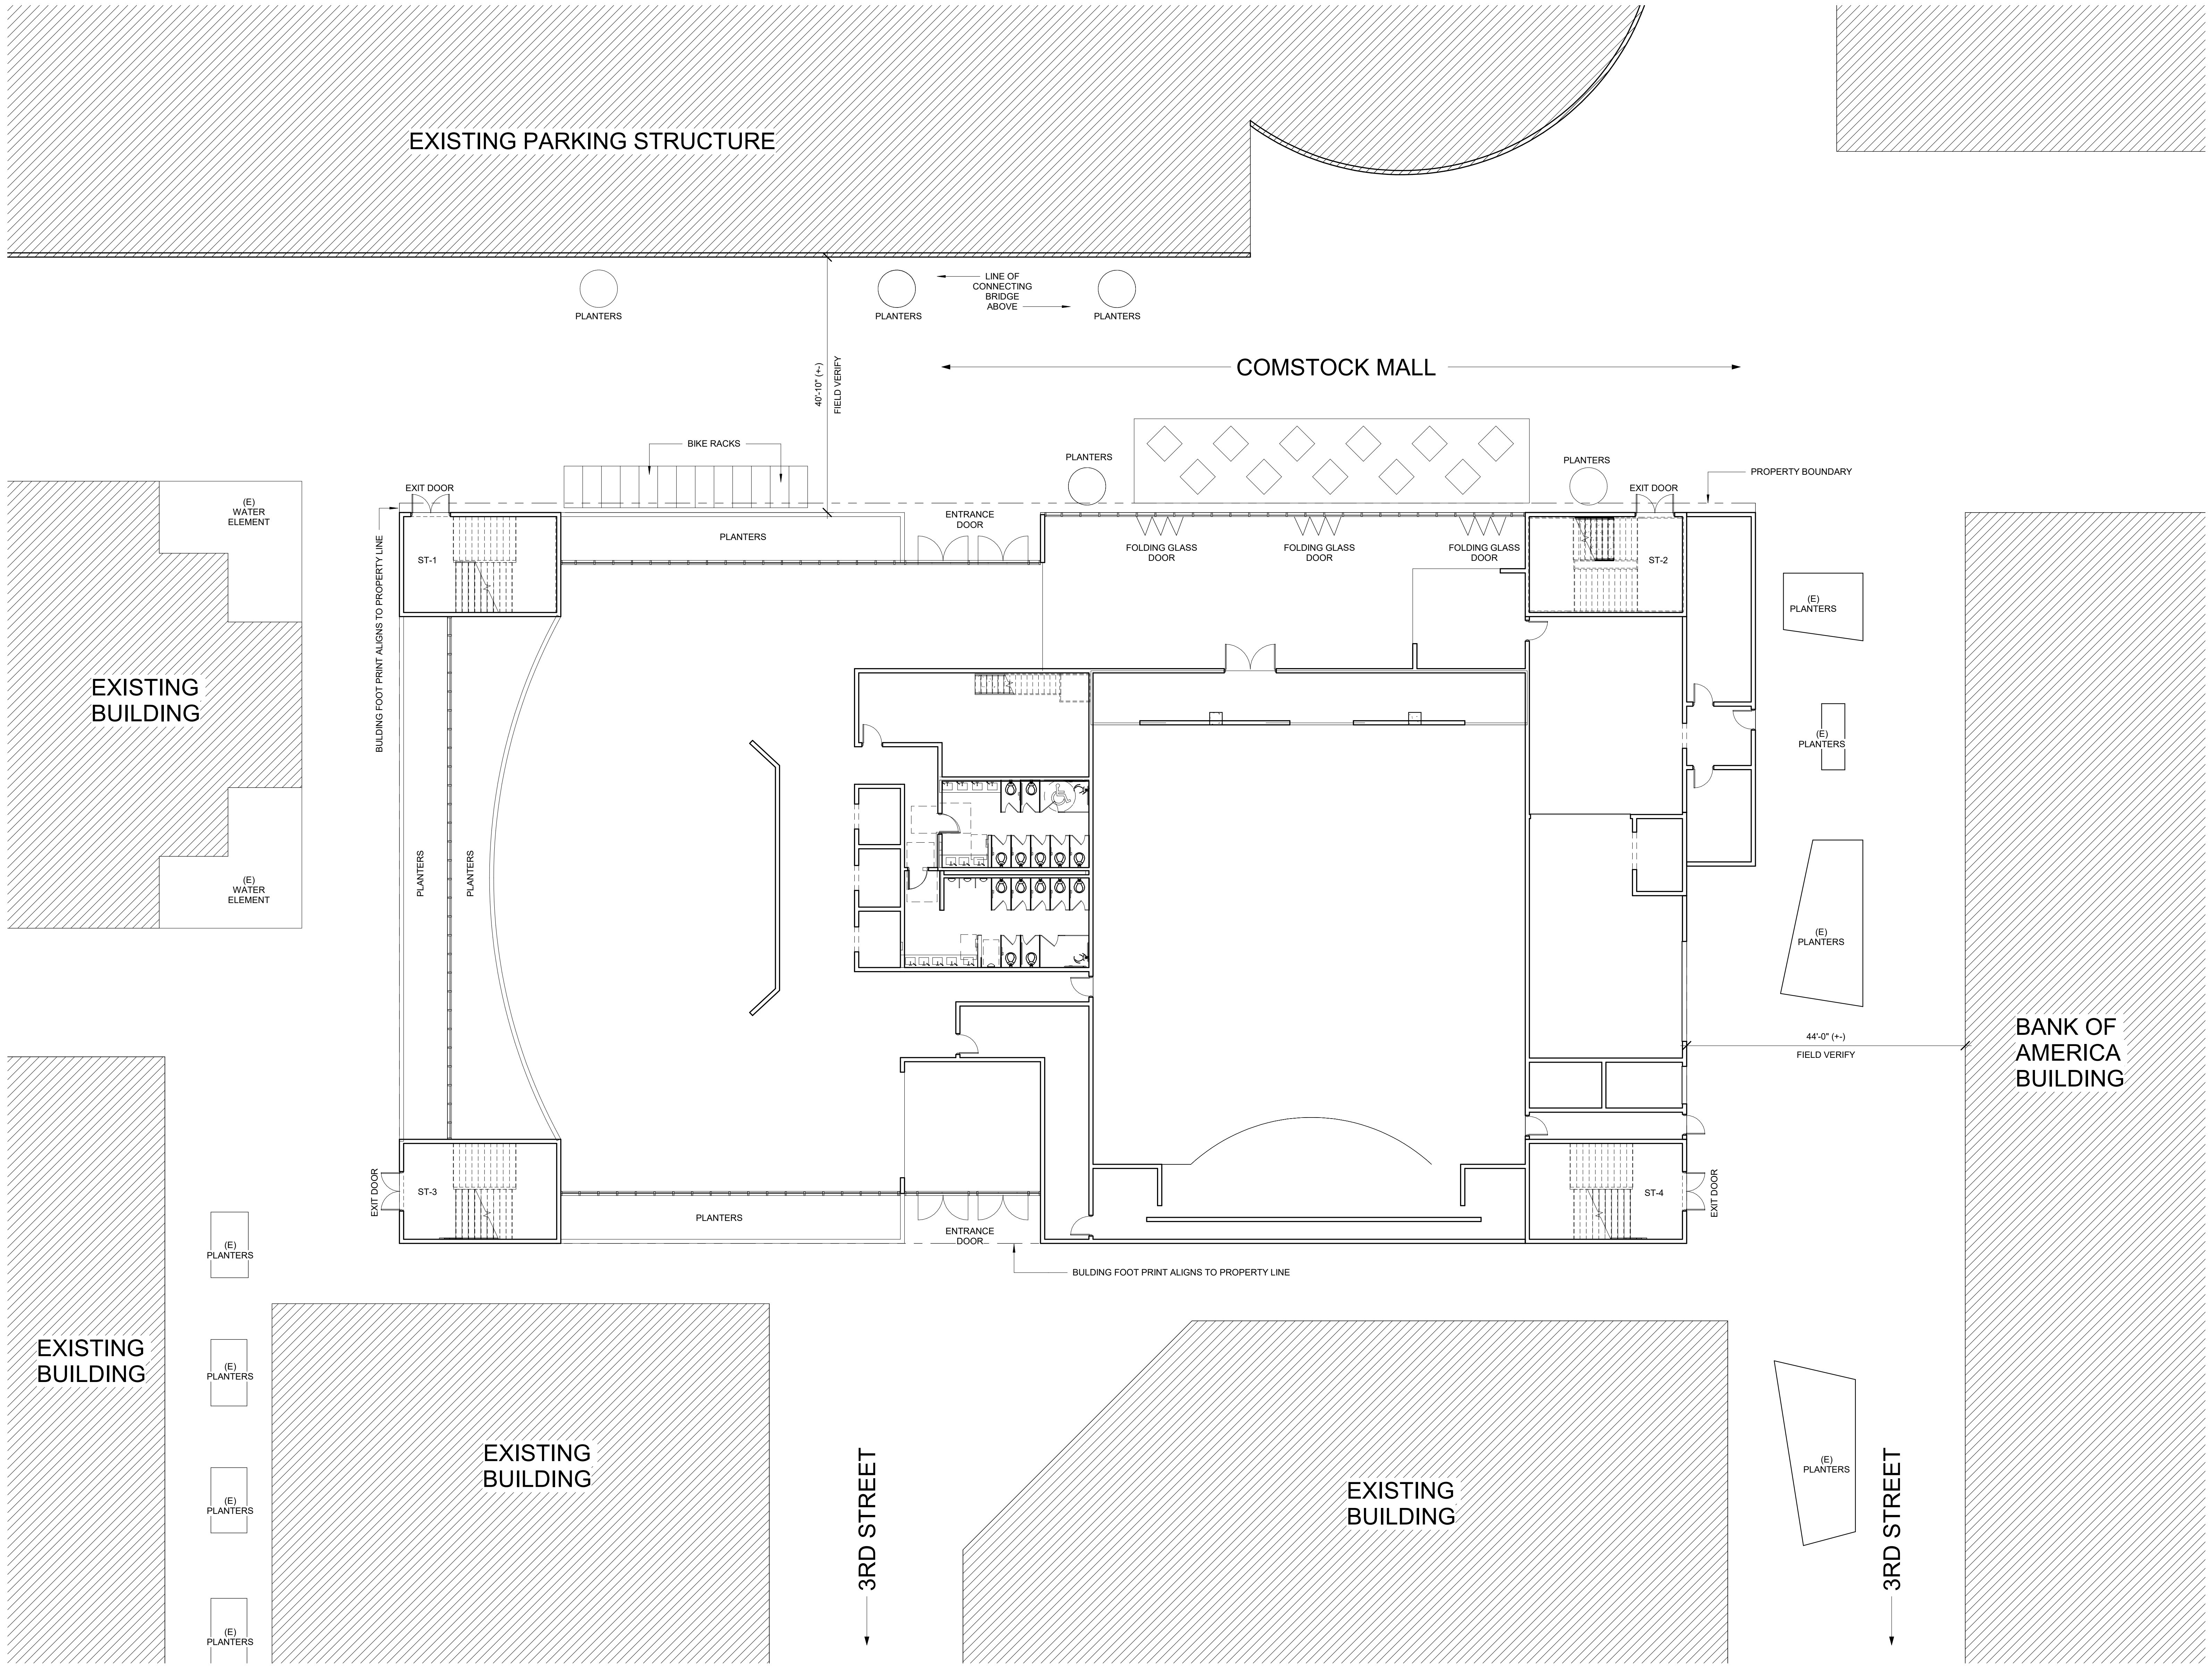 EXISTING PARKING STRUCTURE
LINE OF
CONNECTING
BRIDGE
ABOVE
PLANTERS
PLANTERS
PLANTERS
COMSTOCK MALL
40'-10" (+-)
FIELD VERIFY
BIKE RACKS
PLANTERS
PLANTERS
PROPERTY BOUNDARY
EXIT DOOR
EXIT DOOR
(E)
WATER
ELEMENT
ENTRANCE
DOOR
PLANTERS
FOLDING GLASS
DOOR
FOLDING GLASS
DOOR
FOLDING GLASS
DOOR
ST-1
ST-2
BULDING FOOT PRINT ALIGNS TO PROPERTY LINE
(E)
PLANTERS
EXISTING
BUILDING
(E)
PLANTERS
PLANTERS
PLANTERS
(E)
WATER
ELEMENT
(E)
PLANTERS
BANK OF
AMERICA
BUILDING
44'-0" (+-)
FIELD VERIFY
EXIT DOOR
ST-3
ST-4
EXIT DOOR
PLANTERS
ENTRANCE
DOOR
BULDING FOOT PRINT ALIGNS TO PROPERTY LINE
(E)
PLANTERS
EXISTING
BUILDING
(E)
PLANTERS
EXISTING
BUILDING
(E)
PLANTERS
3RD STREET
EXISTING
BUILDING
(E)
PLANTERS
3RD STREET
(E)
PLANTERS